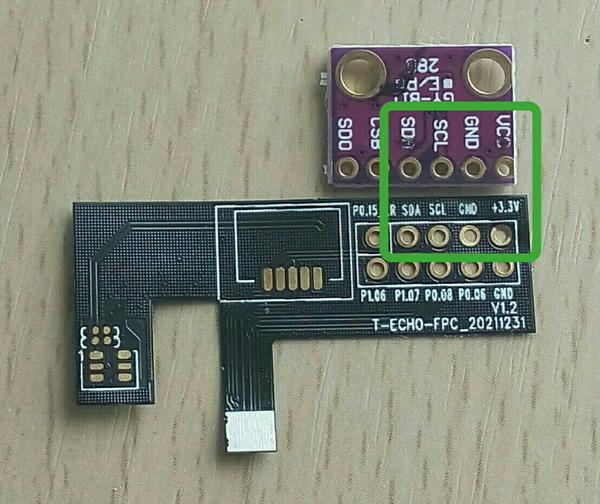 SDO CSB SDA SCL GND VCC
P0.15 SDA SCL GND +3.3V
P1.06 P1.07 P0.08 P0.06 GND
V1.2
T-ECHO-FPC_20211231
1